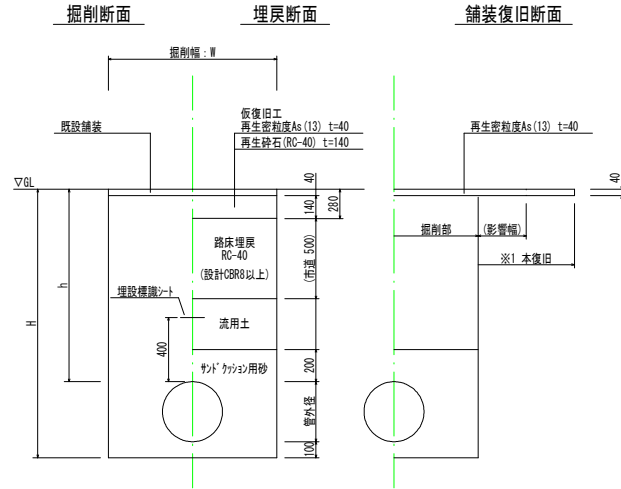 掘削断面
埋戻断面
舗装復旧断面
掘削幅：W
仮復旧工
再生密粒度As(13) t=40
再生砕石(RC-40) t=140
既設舗装
再生密粒度As(13) t=40
▽GL
40
140
280
40
掘削部
(影響幅)
※1 本復旧
路床埋戻
RC-40
(設計CBR8以上)
(市道 500)
埋設標識ｼｰﾄ
流用土
400
h
H
ｻﾝﾄﾞｸｯｼｮﾝ用砂
200
管外径
100